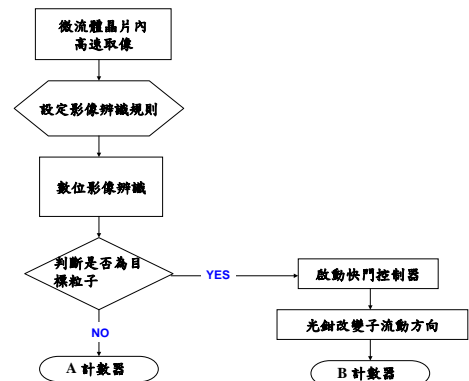 微流體晶片內
高速取像
設定影像辨識規則
數位影像辨識
判斷是否為目
標粒子
YES
啟動快門控制器
NO
光鉗改變子流動方向
A 計數器
B 計數器